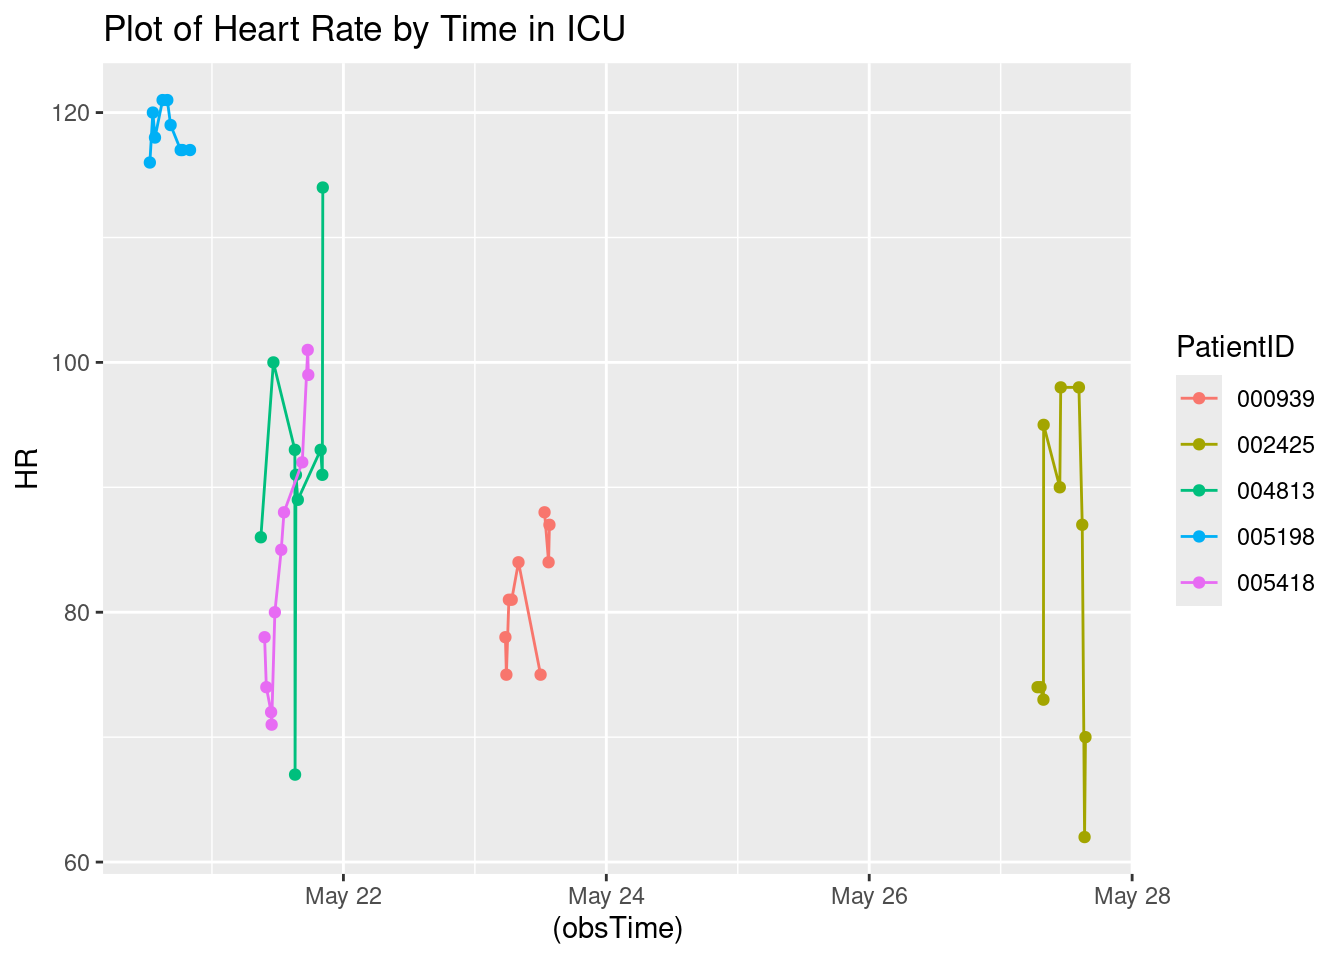 Plot of Heart Rate by Time in ICU
120
100
80
60
HR
May 22
May 24
May 26
May 28
(obsTime)
PatientID
000939
002425
004813
005198
005418